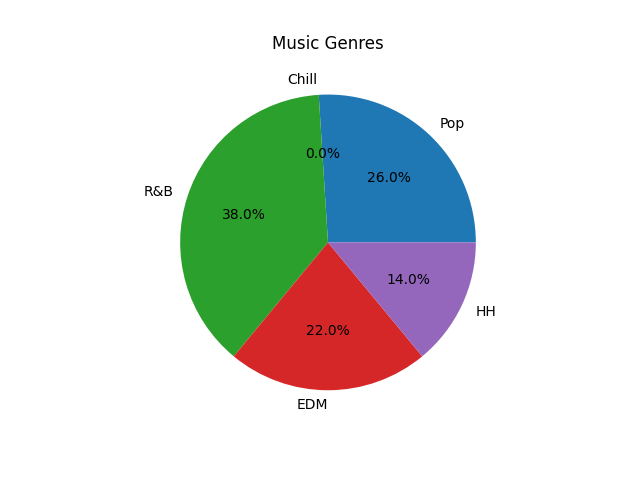 Music Genres
Chill
Pop
0.0%
26.0%
R&B
38.0%
14.0%
HH
22.0%
EDM